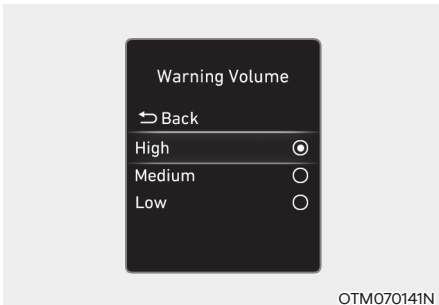 Warning Volume
Back
High
Medium
Low
OTM070141N